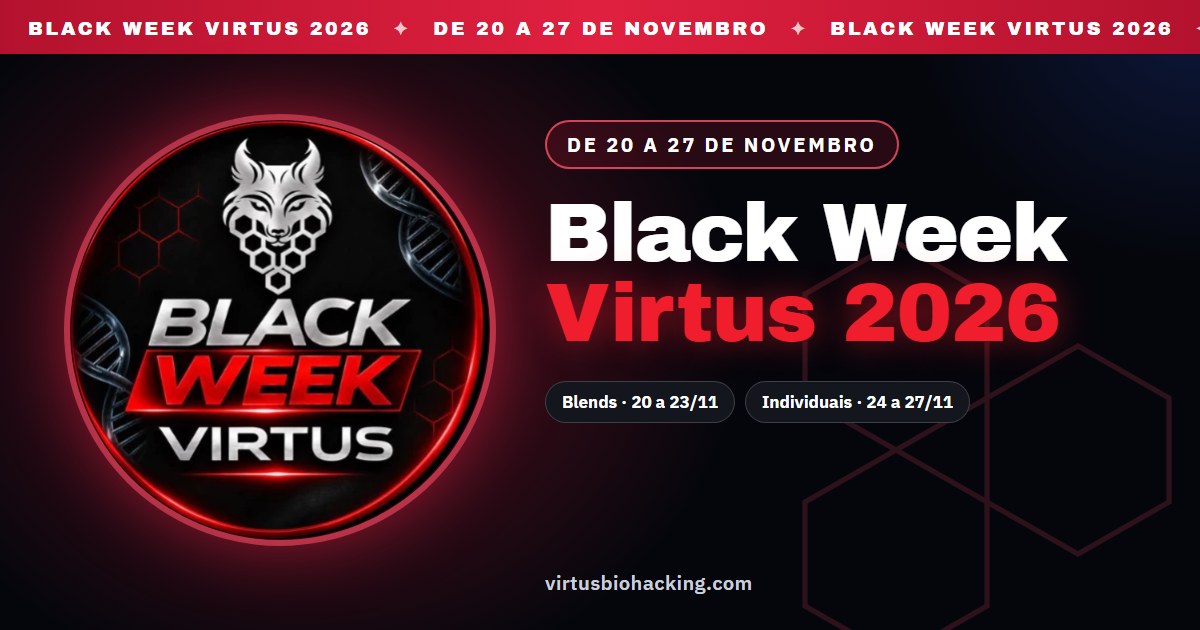 BLACK WEEK VIRTUS 2026 ✦ DE 20 A 27 DE NOVEMBRO ✦ BLACK WEEK VIRTUS 2026 ✦
BLACK
WEEK
VIRTUS
DE 20 A 27 DE NOVEMBRO
Black Week
Virtus 2026
Blends · 20 a 23/11 Individuais · 24 a 27/11
virtusbiohacking.com